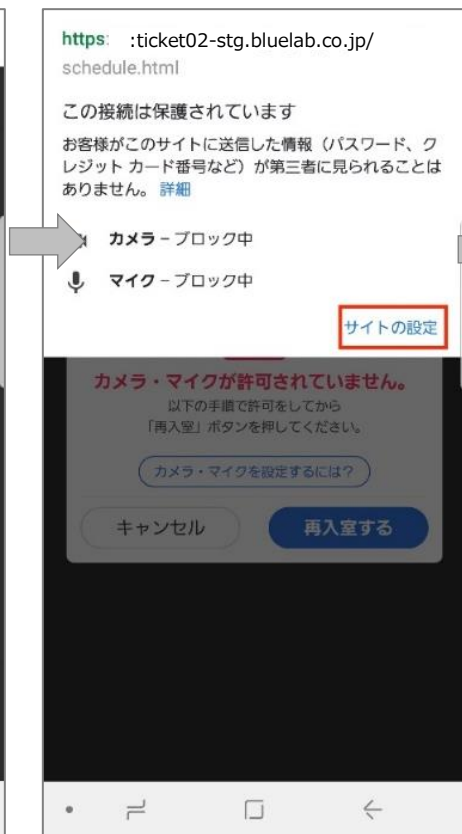 https: :ticket02-stg.bluelab.co.jp/
schedule.html
この接続は保護されています
お客様がこのサイトに送信した情報（パスワード、ク
レジット カード番号など）が第三者に見られることは
ありません。 詳細
カメラ – ブロック中
マイク – ブロック中
サイトの設定
カメラ・マイクが許可されていません。
以下の手順で許可をしてから
「再入室」ボタンを押してください。
カメラ・マイクを設定するには？
キャンセル
再入室する